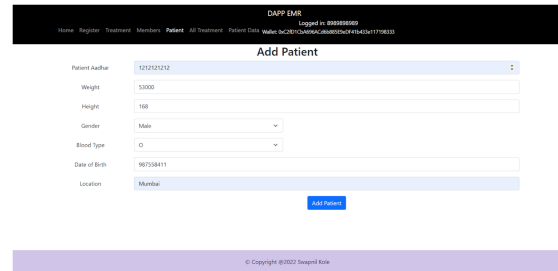 DAPP EMR
Logged in: 8989898989
Home Register Treatment Members Patient All Treatment Patient Data Wallet: 0xC2fD1CbA696ACd6b885E9eDF41b433e117198333
Add Patient
Patient Aadhar 1212121212
Weight 53000
Height 168
Gender Male
Blood Type O
Date of Birth 987558411
Location Mumbai
Add Patient
© Copyright @2022 Swapnil Kole